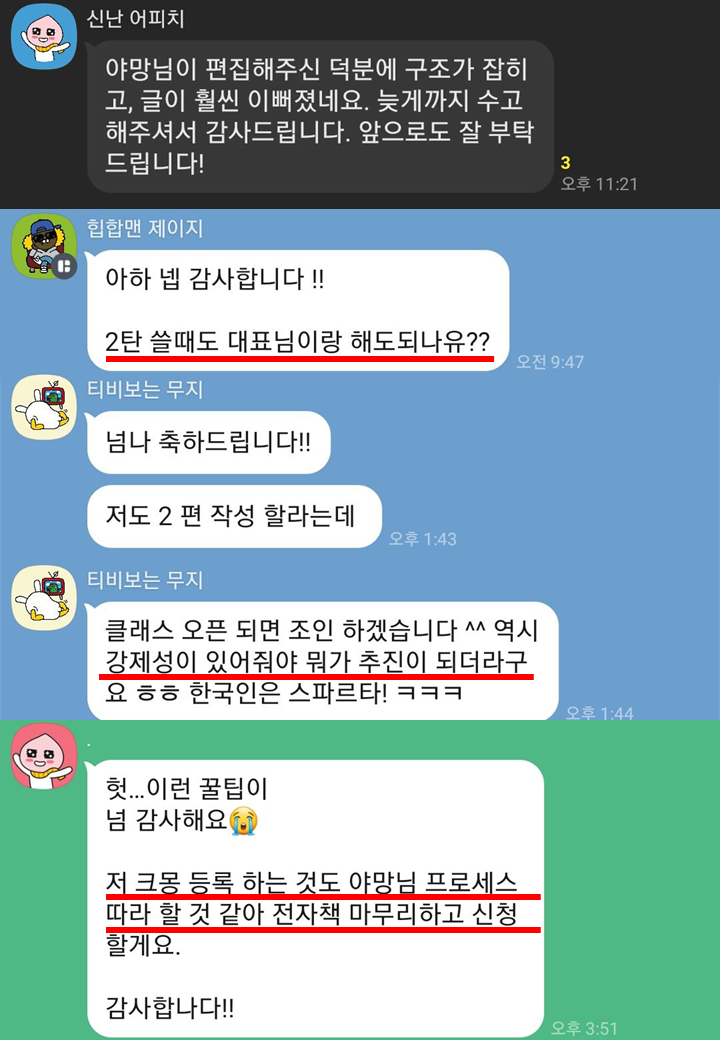 신난 어피치
야망님이 편집해주신 덕분에 구조가 잡히
고, 글이 훨씬 이뻐졌네요. 늦게까지 수고
해주셔서 감사드립니다. 앞으로도 잘 부탁
드립니다!
3
오후 11:21
힙합맨 제이지
아하 넵 감사합니다 !!
2탄 쓸때도 대표님이랑 해도되나유??
오전 9:47
티비보는 무지
넘나 축하드립니다!!
저도 2 편 작성 할라는데
오후 1:43
티비보는 무지
클래스 오픈 되면 조인 하겠습니다 ^^ 역시
강제성이 있어줘야 뭐가 추진이 되더라구
요 ㅎㅎ 한국인은 스파르타! ㅋㅋㅋ
오후 1:44
.
헛...이런 꿀팁이
넘 감사해요😭
저 크몽 등록 하는 것도 야망님 프로세스
따라 할 것 같아 전자책 마무리하고 신청
할게요.
감사합나다!!
오후 3:51